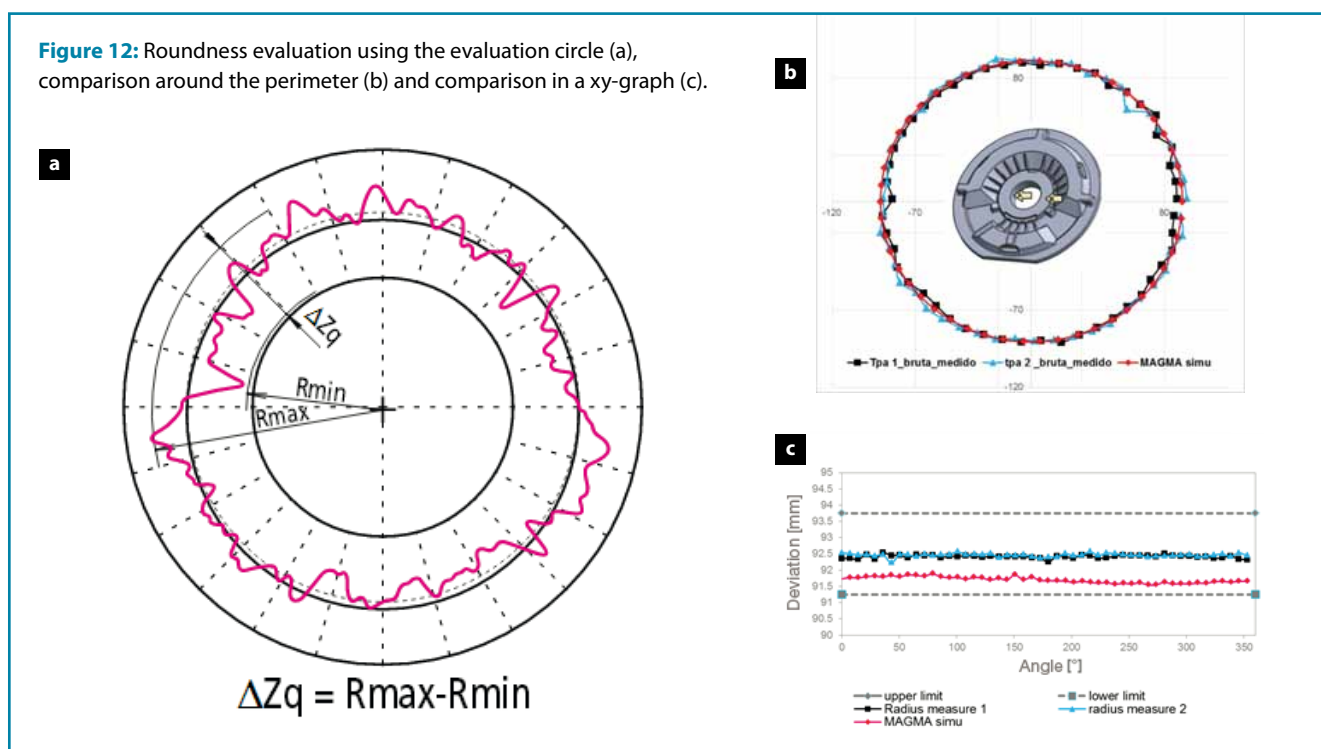 Figure 12: Roundness evaluation using the evaluation circle (a),
comparison around the perimeter (b) and comparison in a xy-graph (c).
a
ΔZq
Rmin
Rmax
ΔZq = Rmax-Rmin
b
80
-120
-70
80
-70
Tpa 1_bruta_medido
tpa 2 _bruta_medido
MAGMA simu
-120
c
95
94.5
94
93.5
93
92.5
92
91.5
91
90.5
90
Deviation [mm]
0 50 100 150 200 250 300 350
Angle [°]
upper limit
lower limit
Radius measure 1
radius measure 2
MAGMA simu